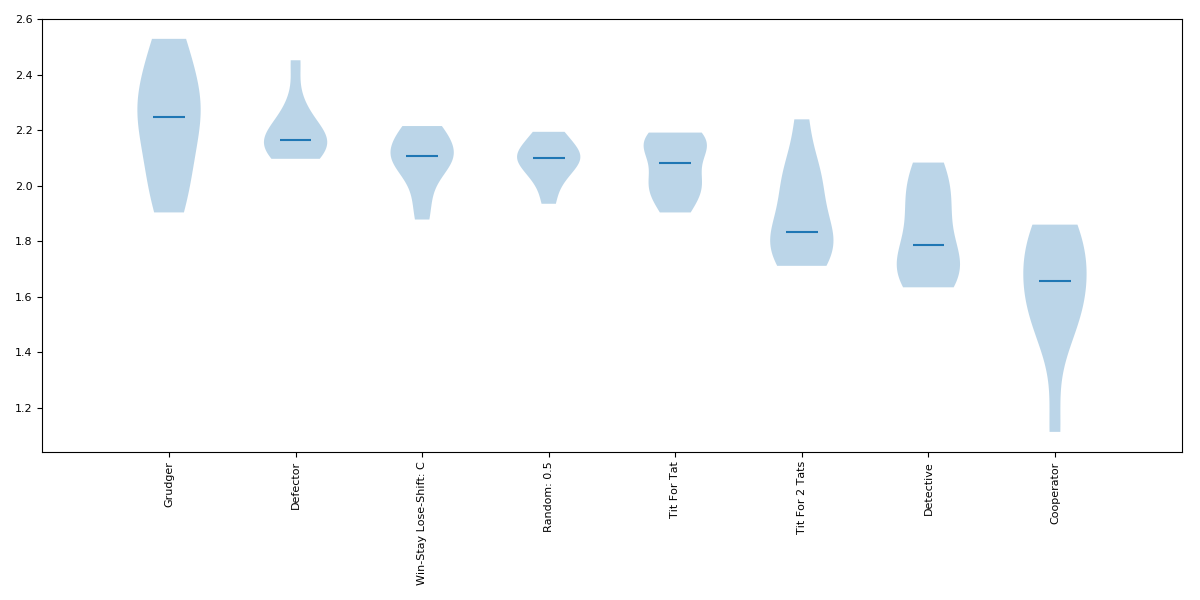 2.6
2.4
2.2
2.0
1.8
1.6
1.4
1.2
Grudger
Defector
Win-Stay Lose-Shift: C
Random: 0.5
Tit For Tat
Tit For 2 Tats
Detective
Cooperator